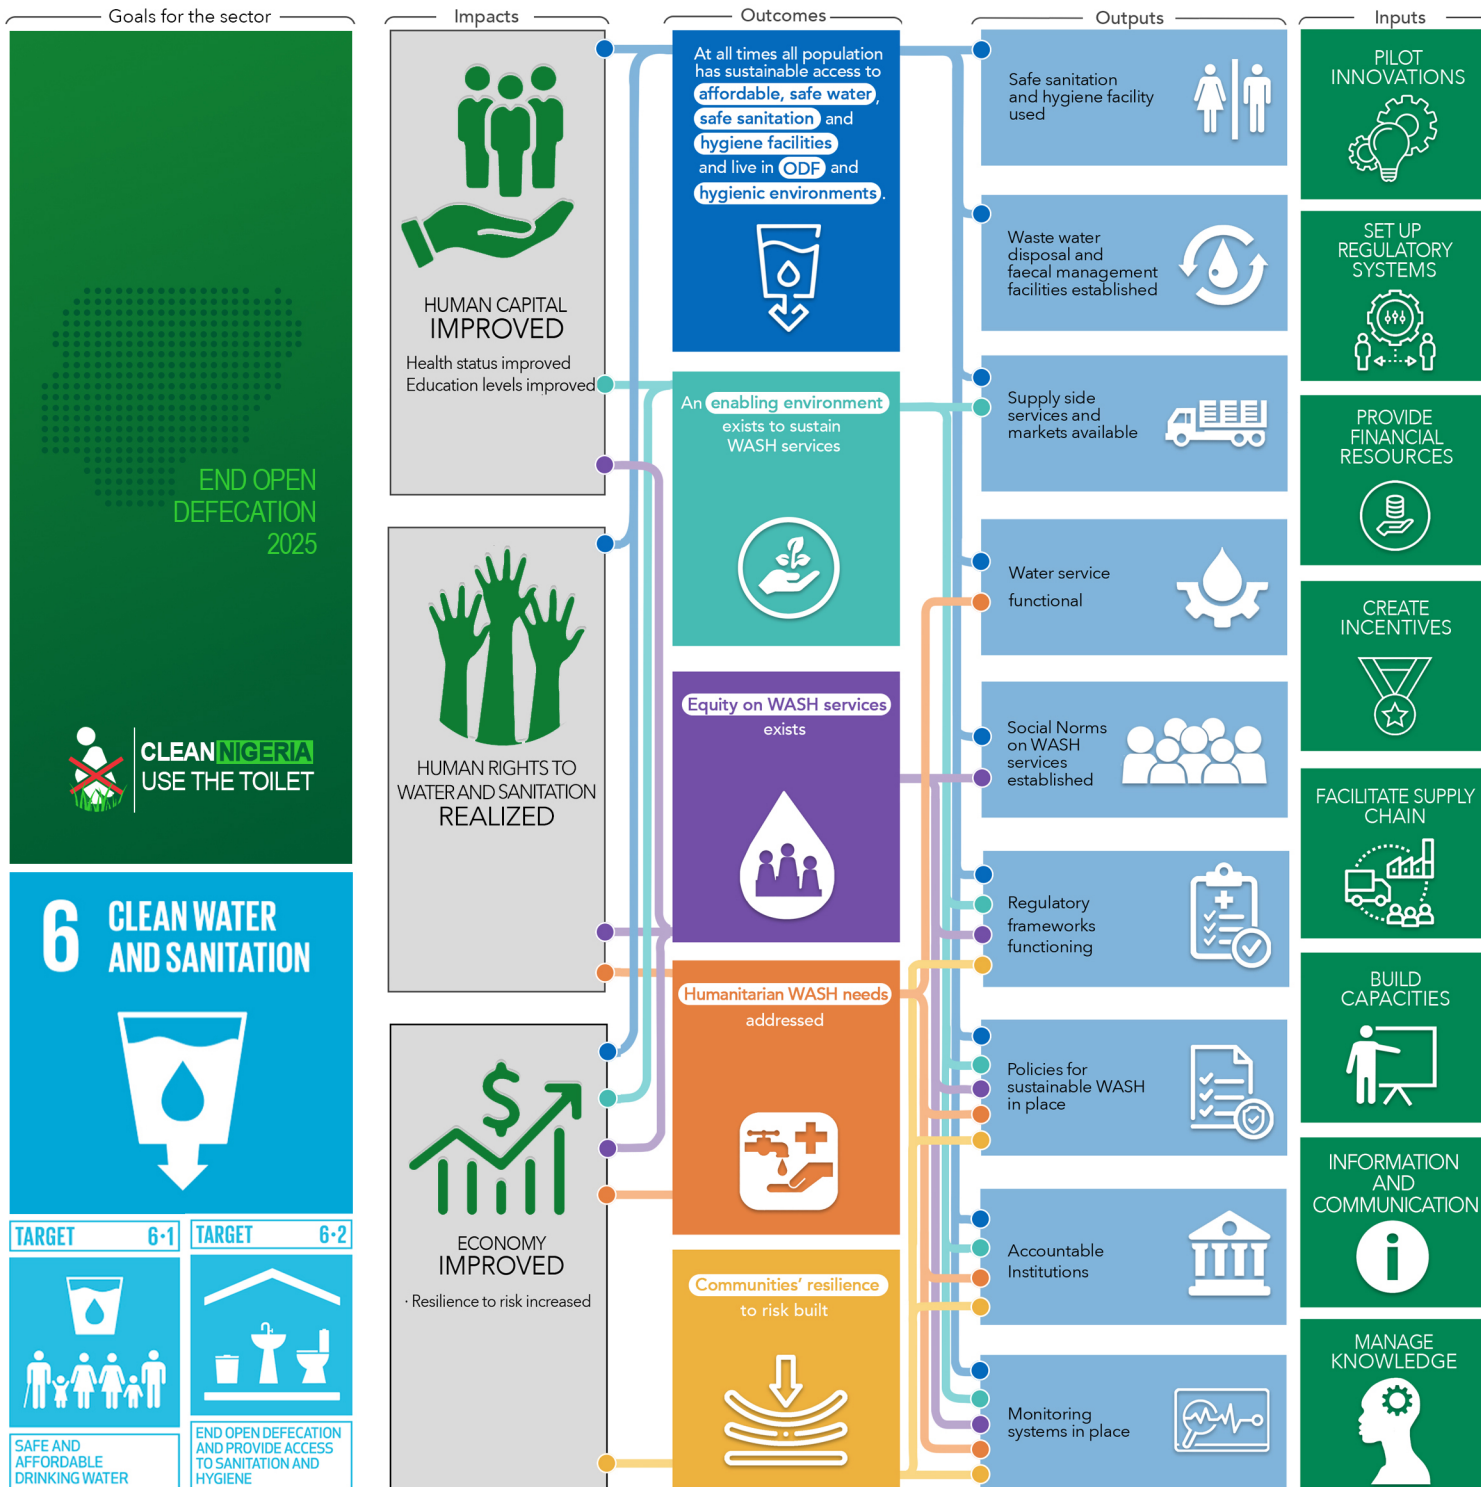 Goals for the sector
Impacts
Outcomes
Outputs
Inputs
END OPEN
DEFECATION
2025
CLEAN NIGERIA
USE THE TOILET
6 CLEAN WATER
AND SANITATION
TARGET 6·1
SAFE AND
AFFORDABLE
DRINKING WATER
TARGET 6·2
END OPEN DEFECATION
AND PROVIDE ACCESS
TO SANITATION AND
HYGIENE
HUMAN CAPITAL
IMPROVED
Health status improved
Education levels improved
HUMAN RIGHTS TO
WATER AND SANITATION
REALIZED
$
ECONOMY
IMPROVED
· Resilience to risk increased
At all times all population
has sustainable access to
affordable, safe water,
safe sanitation and
hygiene facilities
and live in ODF and
hygienic environments.
An enabling environment
exists to sustain
WASH services
Equity on WASH services
exists
Humanitarian WASH needs
addressed
Communities’ resilience
to risk built
Safe sanitation
and hygiene facility
used
Waste water
disposal and
faecal management
facilities established
Supply side
services and
markets available
Water service
functional
Social Norms
on WASH
services
established
Regulatory
frameworks
functioning
Policies for
sustainable WASH
in place
Accountable
Institutions
Monitoring
systems in place
PILOT
INNOVATIONS
SET UP
REGULATORY
SYSTEMS
PROVIDE
FINANCIAL
RESOURCES
CREATE
INCENTIVES
FACILITATE SUPPLY
CHAIN
BUILD
CAPACITIES
INFORMATION
AND
COMMUNICATION
i
MANAGE
KNOWLEDGE